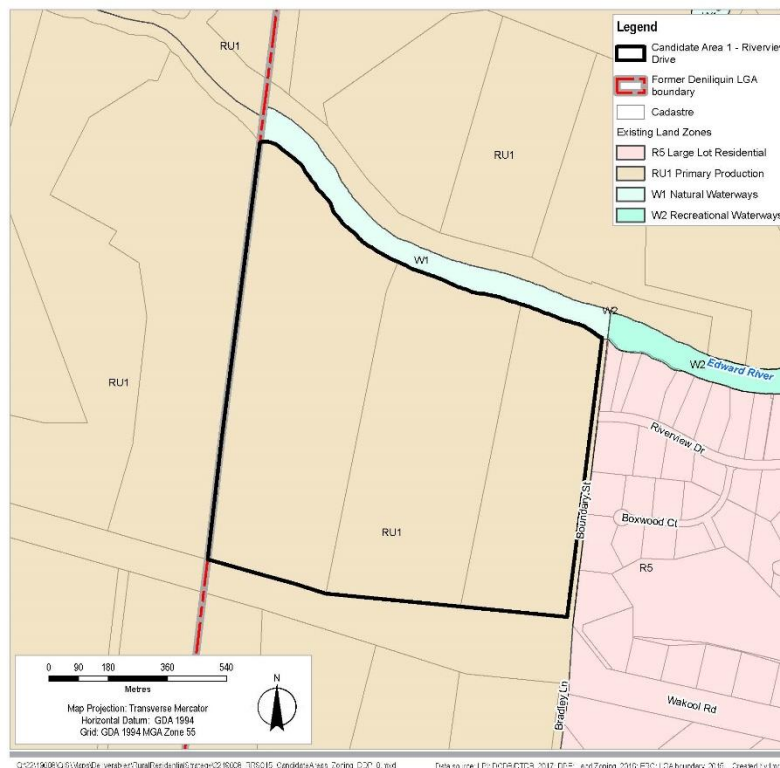 RU1
RU1
W1
W2
W2
Edward River
RU1
Riverview Dr
Boundary St
Boxwood Ct
RU1
R5
Bradley Ln
Wakool Rd
Legend
Candidate Area 1 - Riverview
Drive
Former Deniliquin LGA
boundary
Cadastre
Existing Land Zones
R5 Large Lot Residential
RU1 Primary Production
W1 Natural Waterways
W2 Recreational Waterways
0 90 180 360 540
Metres
Map Projection: Transverse Mercator
Horizontal Datum: GDA 1994
Grid: GDA 1994 MGA Zone 55
N